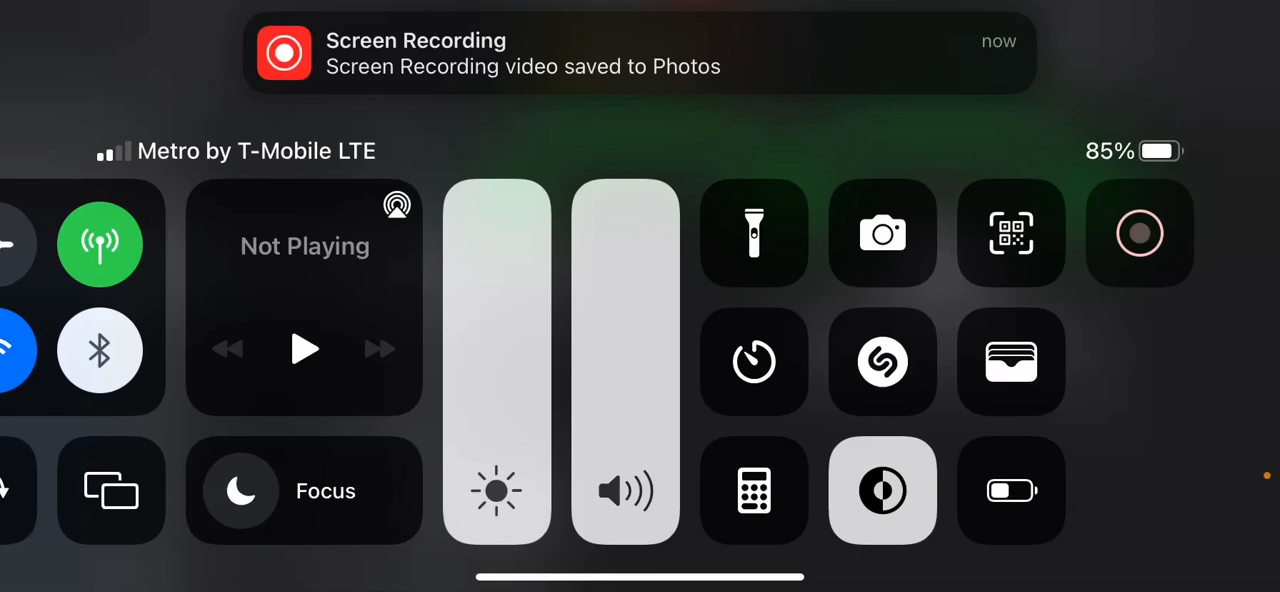 Screen Recording
now
Screen Recording video saved to Photos
Metro by T-Mobile LTE
85%
Not Playing
Focus